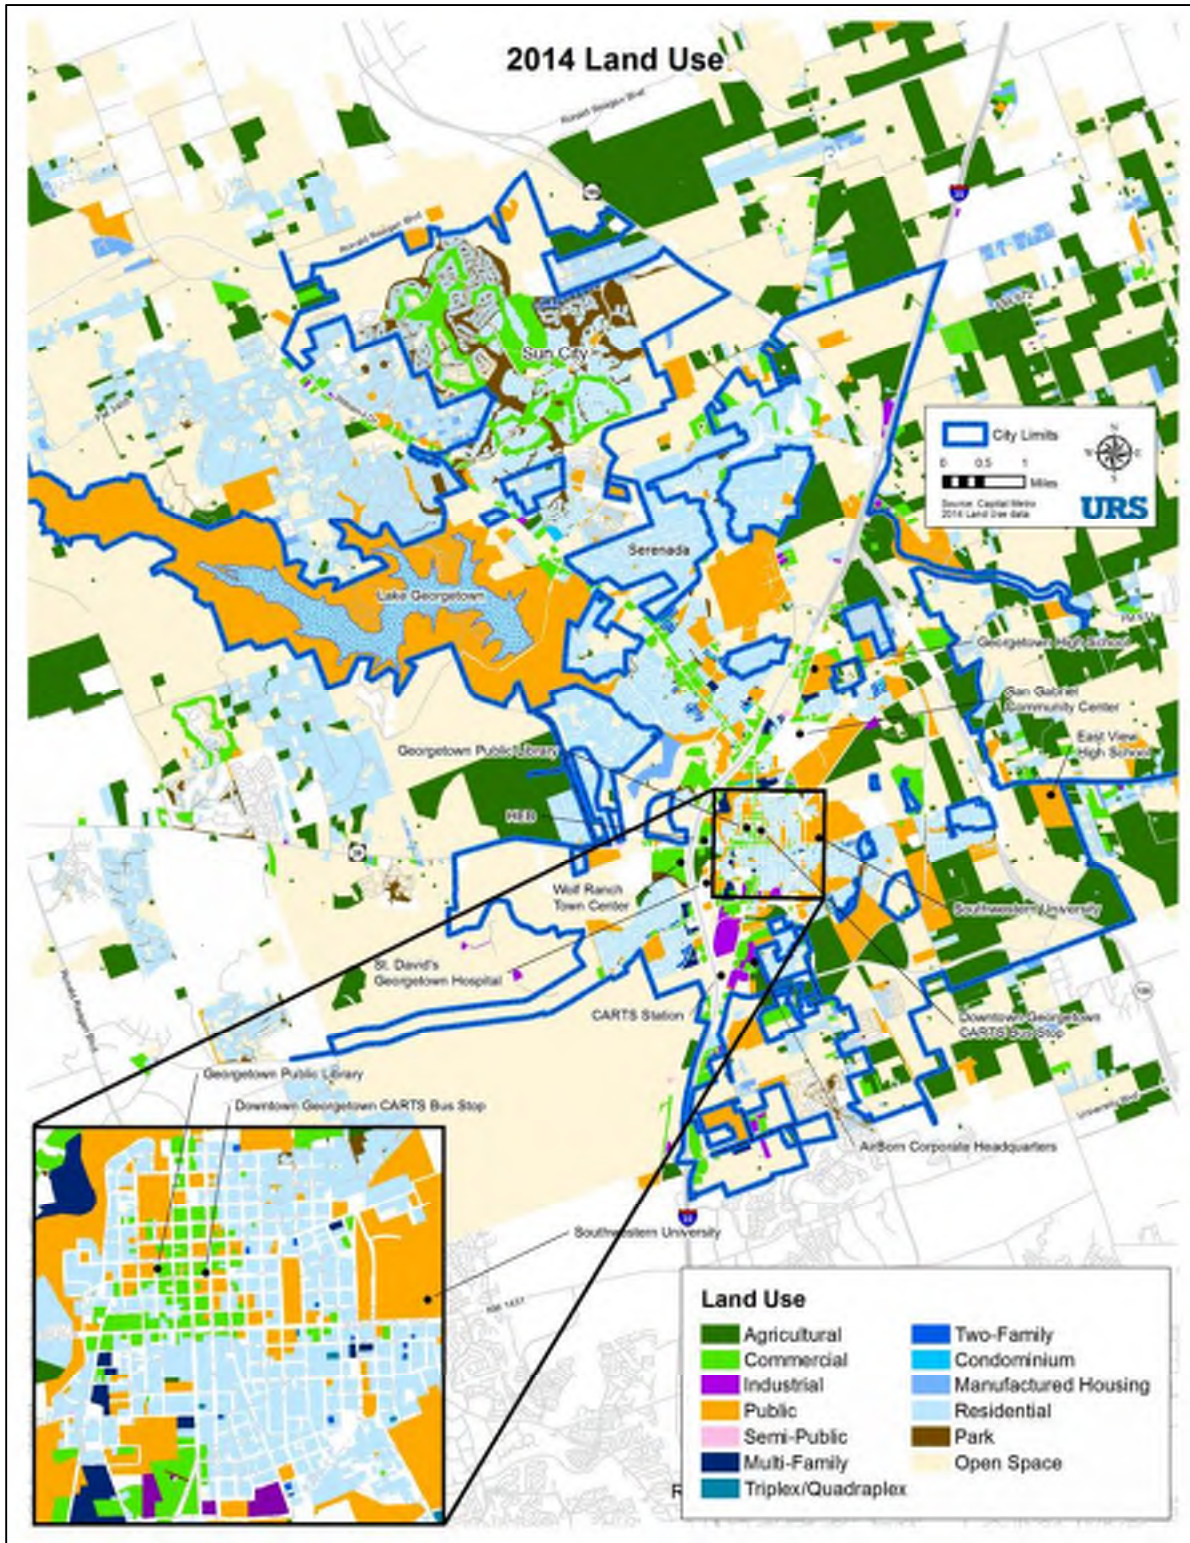 2014 Land Use
Ronald Reagan Blvd
Ronald Reagan Blvd
Sun City
City Limits
N
W
E
S
0 0.5 1
Miles
Source: Capital Metro
2014 Land Use data
URS
Serenada
Lake Georgetown
Georgetown High School
San Gabriel
Community Center
East View
High School
Georgetown Public Library
HEB
Wolf Ranch
Town Center
Southwestern University
St. David's
Georgetown Hospital
CARTS Station
Downtown Georgetown
CARTS Bus Stop
Ronald Reagan Blvd
Georgetown Public Library
Downtown Georgetown CARTS Bus Stop
University Blvd
AirBorn Corporate Headquarters
Southwestern University
Land Use
Agricultural
Commercial
Industrial
Public
Semi-Public
Multi-Family
Triplex/Quadraplex
Two-Family
Condominium
Manufactured Housing
Residential
Park
Open Space